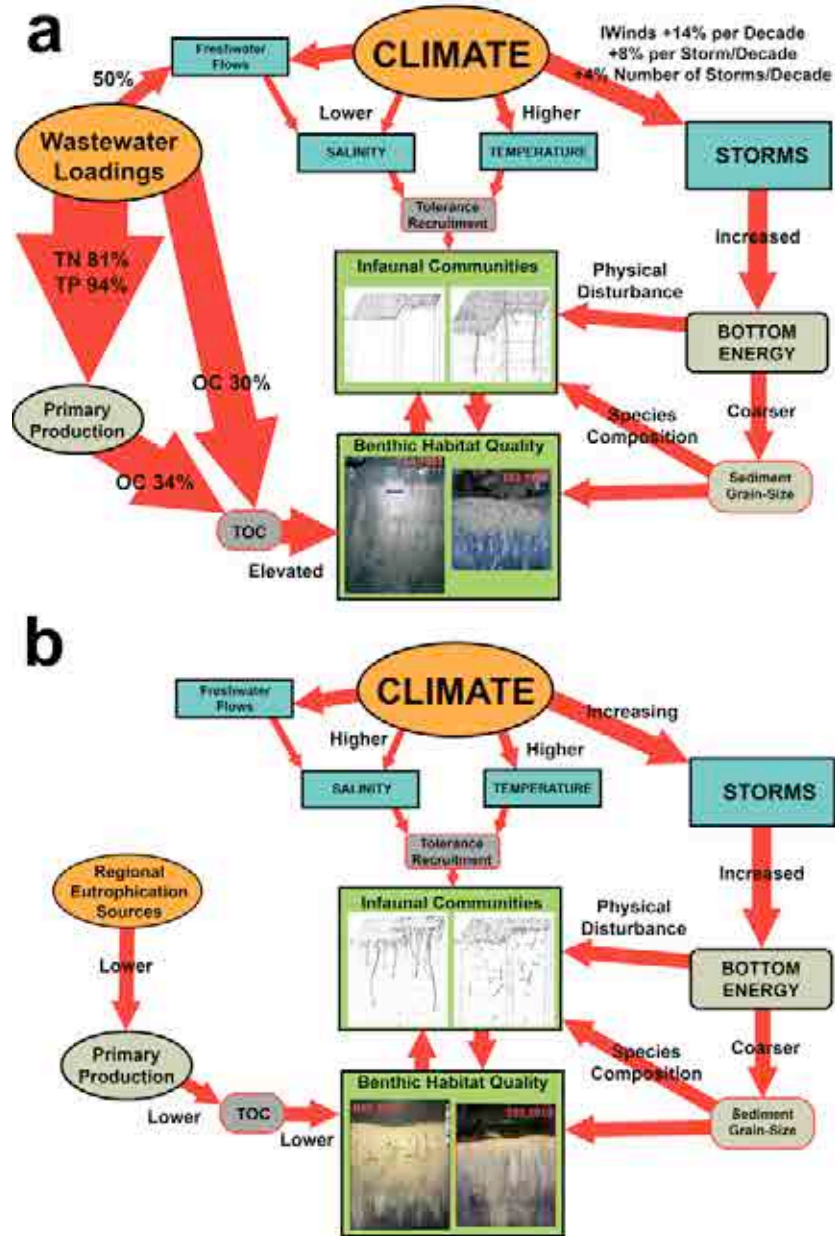 a
Freshwater
Flows
CLIMATE
IWinds +14% per Decade
+8% per Storm/Decade
+4% Number of Storms/Decade
50%
Wastewater
Loadings
Lower
Higher
SALINITY
TEMPERATURE
STORMS
Tolerance
Recruitment
Increased
TN 81%
TP 94%
Infaunal Communities
Physical
Disturbance
BOTTOM
ENERGY
OC 30%
Primary
Production
Species
Composition
Coarser
Benthic Habitat Quality
OC 34%
Sediment
Grain-Size
TOC
Elevated
b
Freshwater
Flows
CLIMATE
Increasing
Higher
Higher
SALINITY
TEMPERATURE
STORMS
Tolerance
Recruitment
Regional
Eutrophication
Sources
Increased
Infaunal Communities
Physical
Disturbance
Lower
BOTTOM
ENERGY
Primary
Production
Species
Composition
Coarser
Benthic Habitat Quality
Lower
TOC
Lower
Sediment
Grain-Size